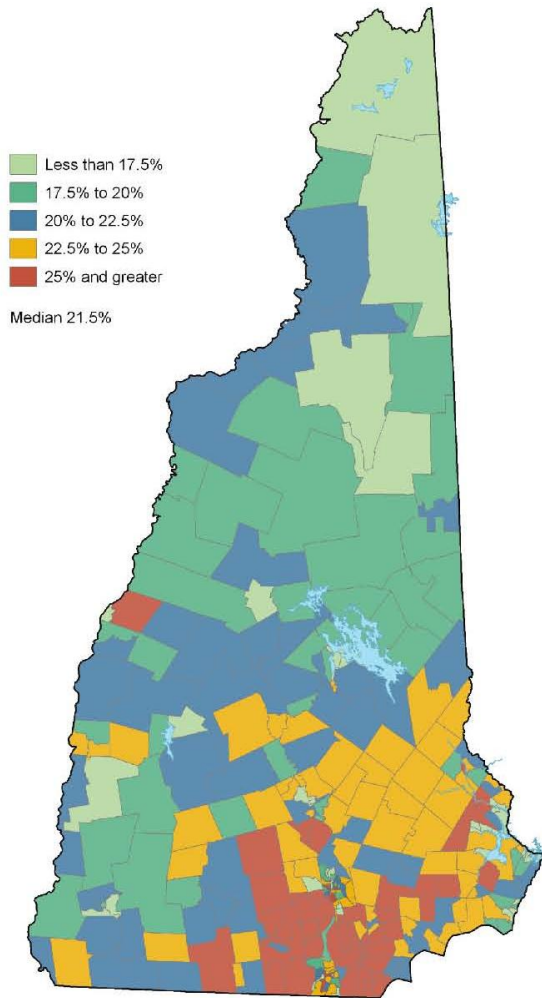 Less than 17.5%
17.5% to 20%
20% to 22.5%
22.5% to 25%
25% and greater
Median 21.5%